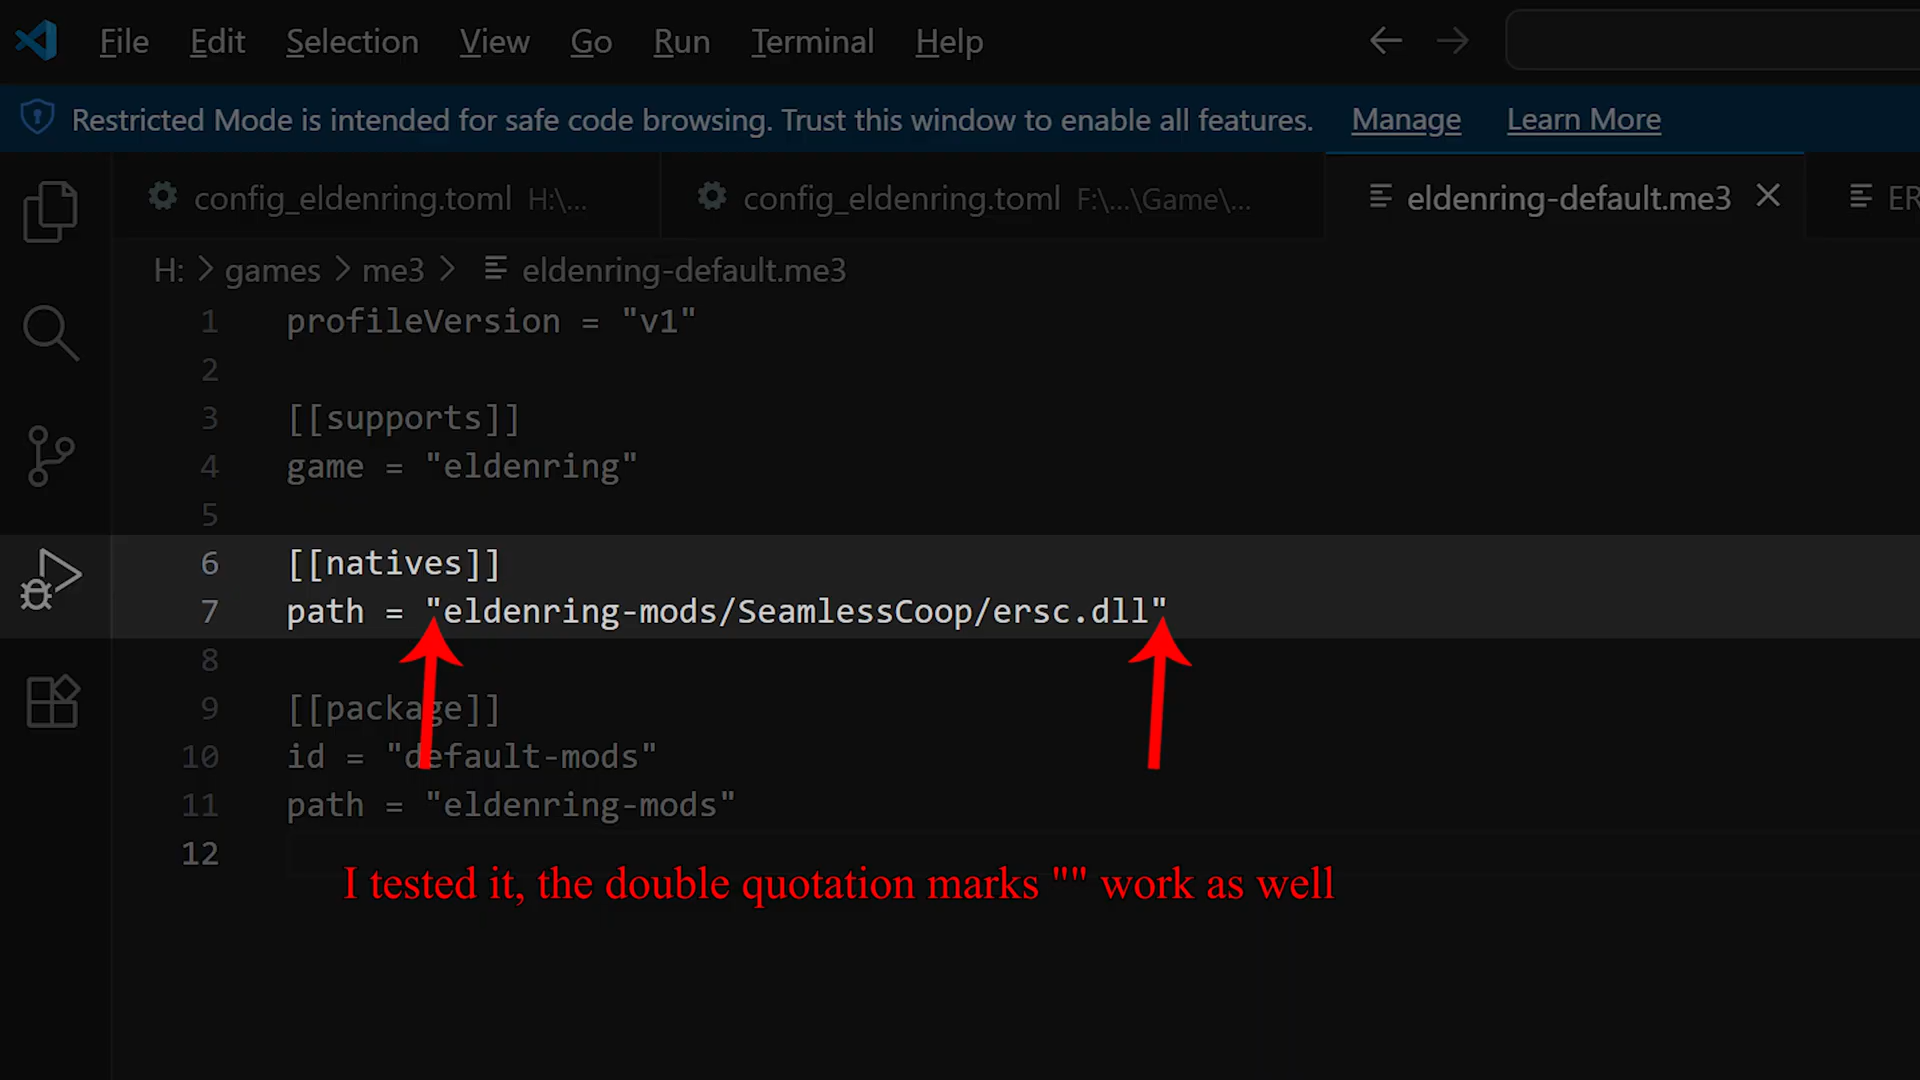 File Edit Selection View Go Run Terminal Help
Restricted Mode is intended for safe code browsing. Trust this window to enable all features. Manage Learn More
config_eldenring.toml H:\... config_eldenring.toml F:\...\Game\... eldenring-default.me3 ER
H: > games > me3 > eldenring-default.me3
1 profileVersion = "v1"
2
3 [[supports]]
4 game = "eldenring"
5
6 [[natives]]
7 path = "eldenring-mods/SeamlessCoop/ersc.dll"
8
9 [[package]]
10 id = "default-mods"
11 path = "eldenring-mods"
12
I tested it, the double quotation marks "" work as well